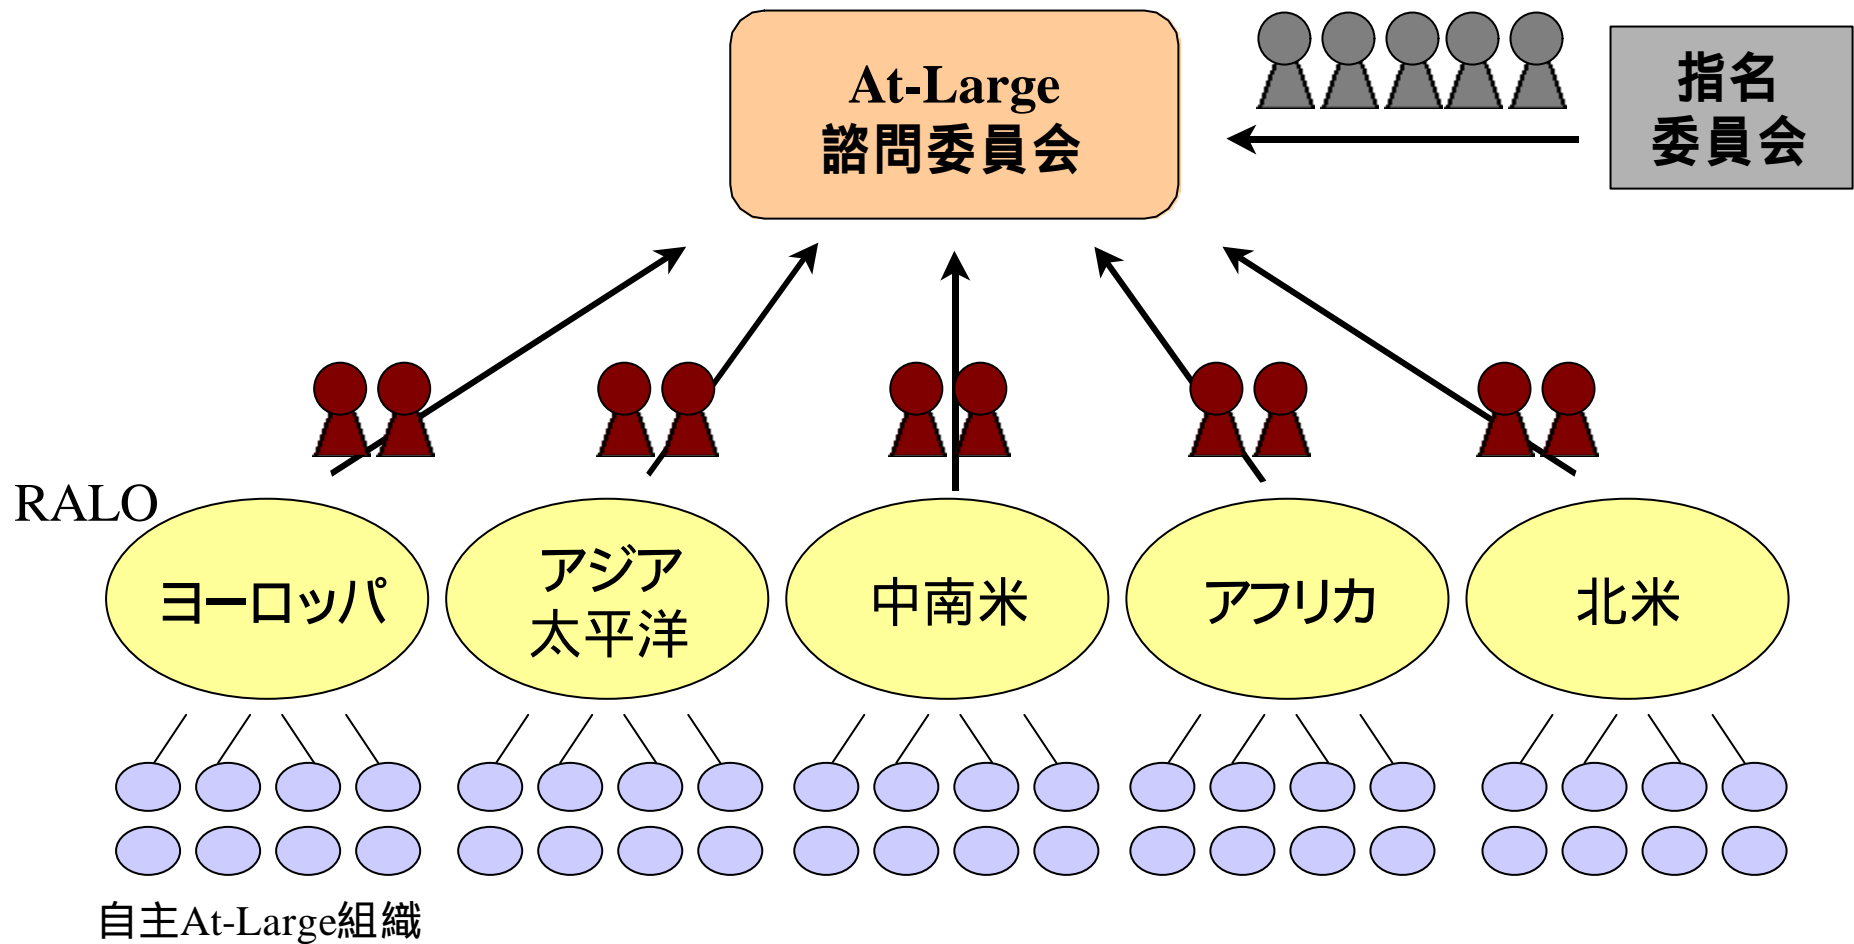 At-Large
諮問委員会
指名
委員会
RALO
ヨーロッパ
アジア
太平洋
中南米
アフリカ
北米
自主At-Large組織